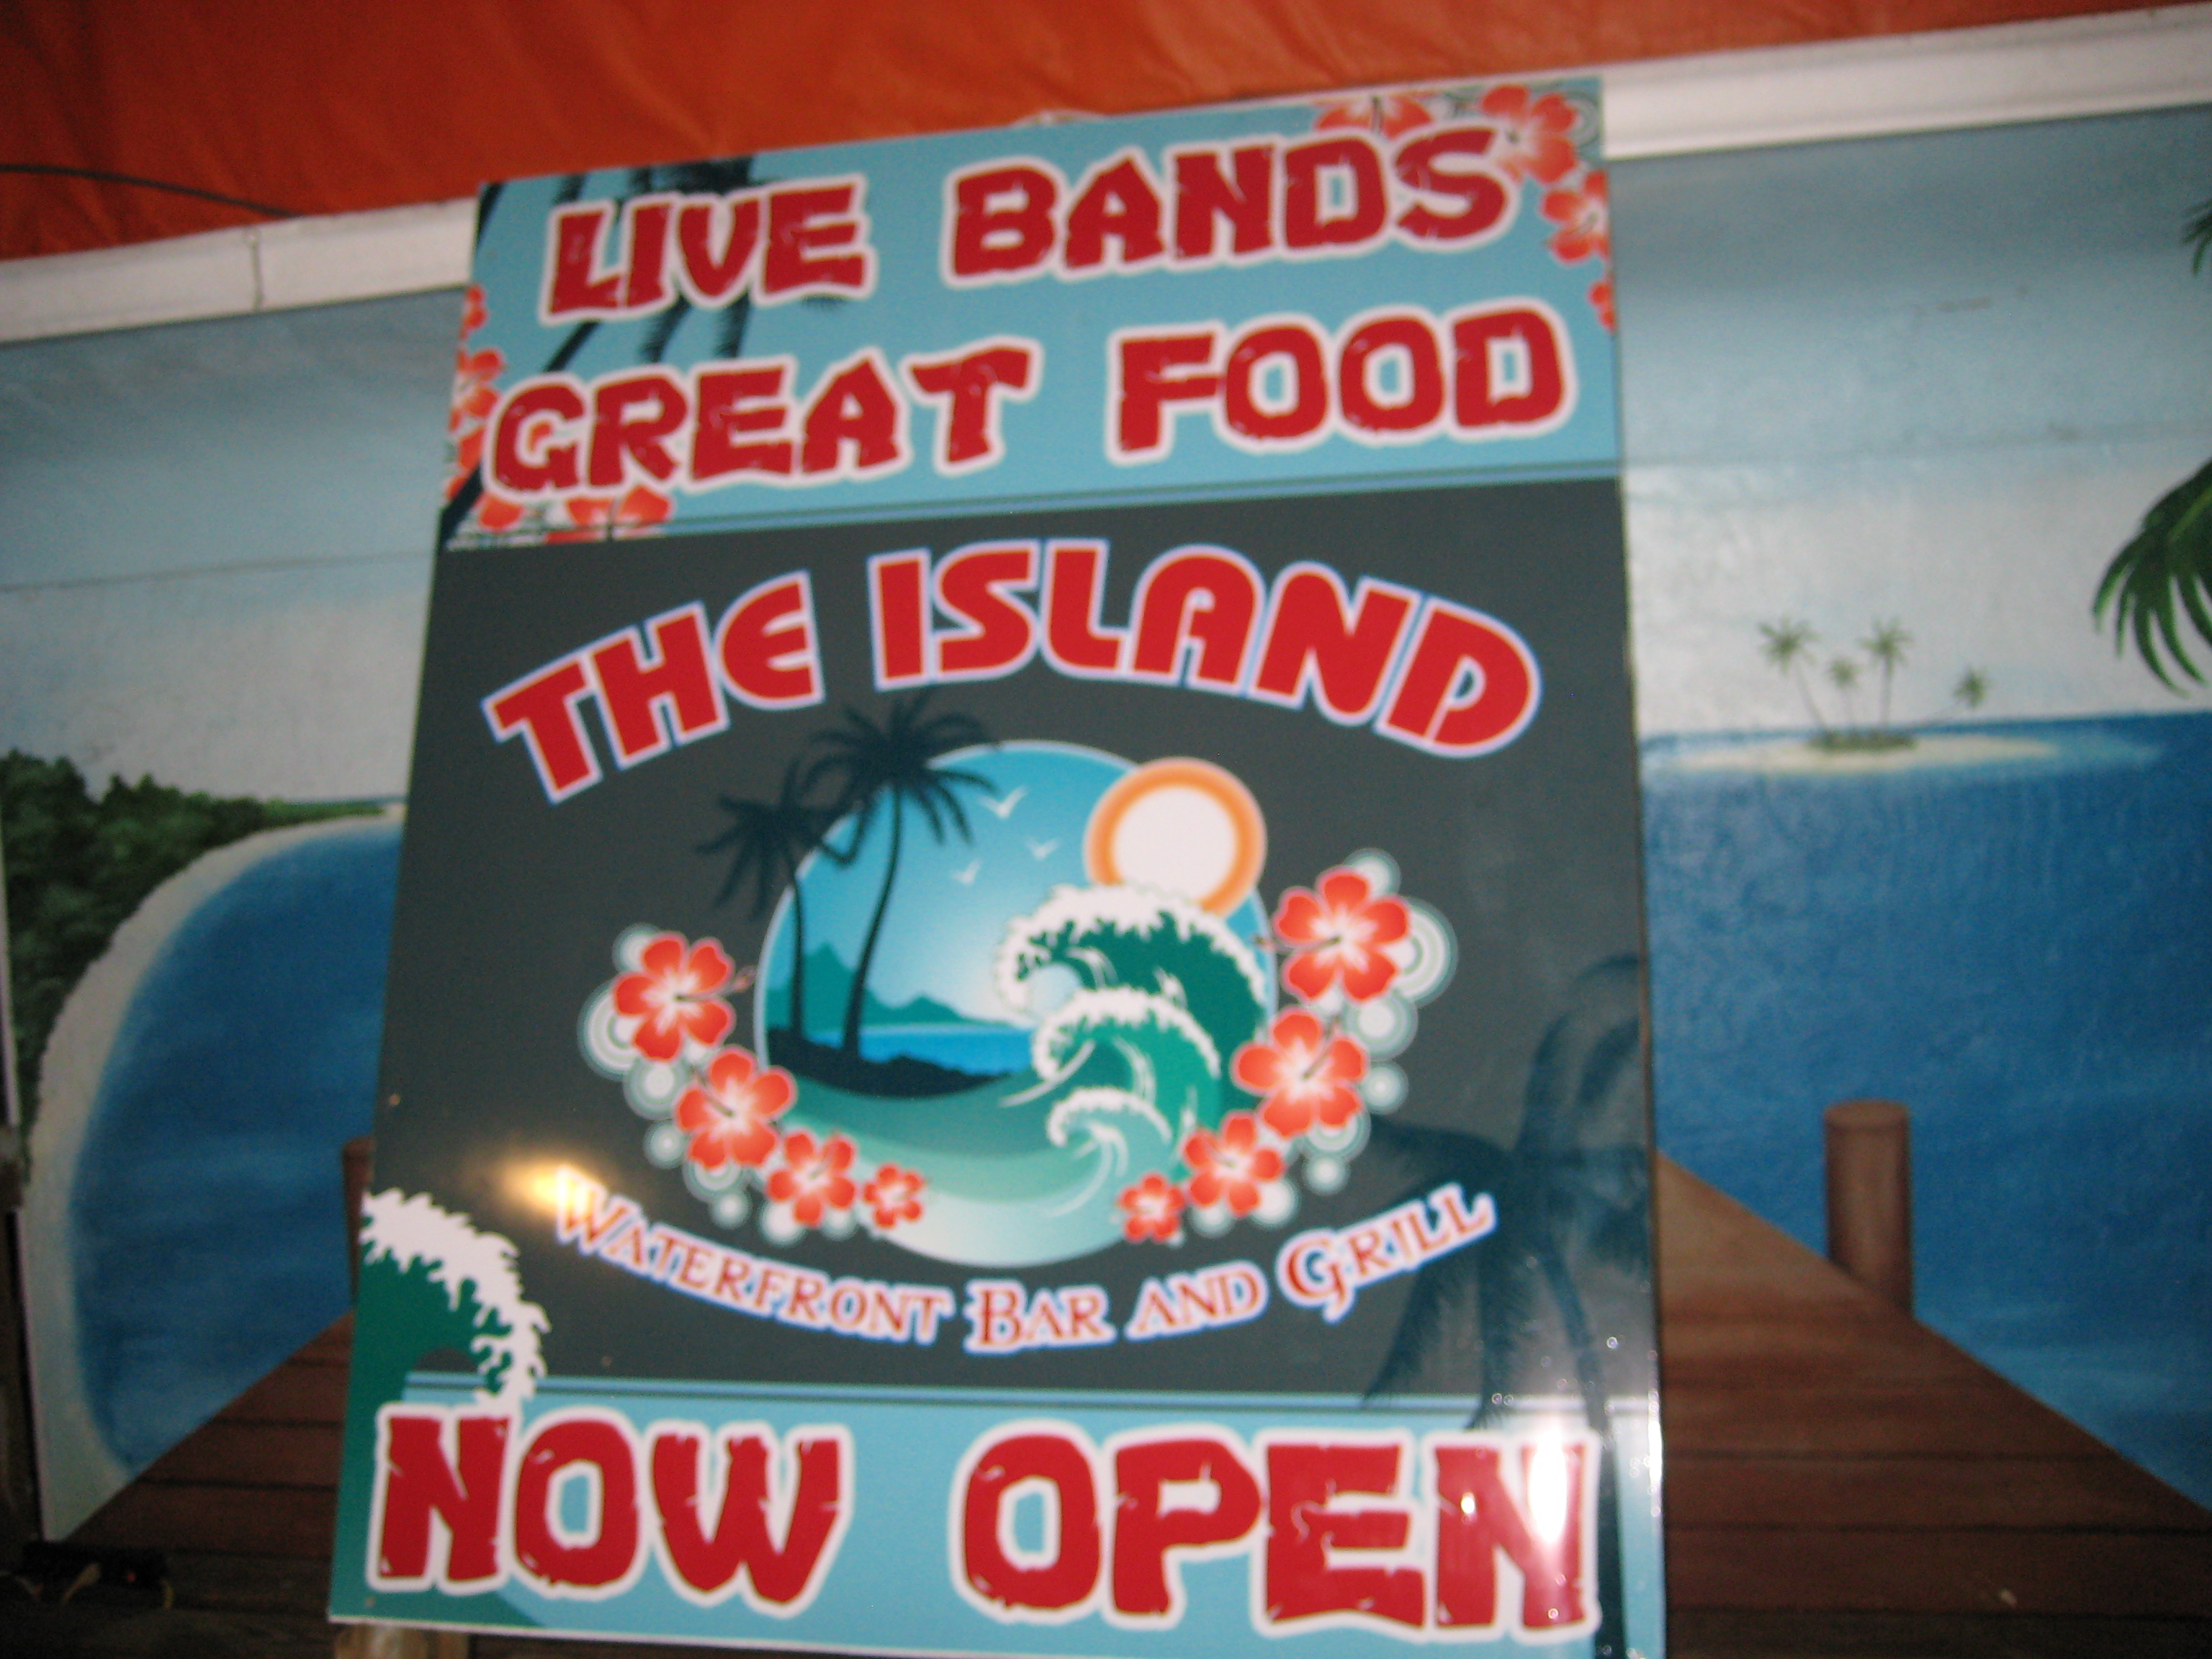 LIVE BANDS
GREAT FOOD
THE ISLAND
WATERFRONT BAR AND GRILL
NOW OPEN